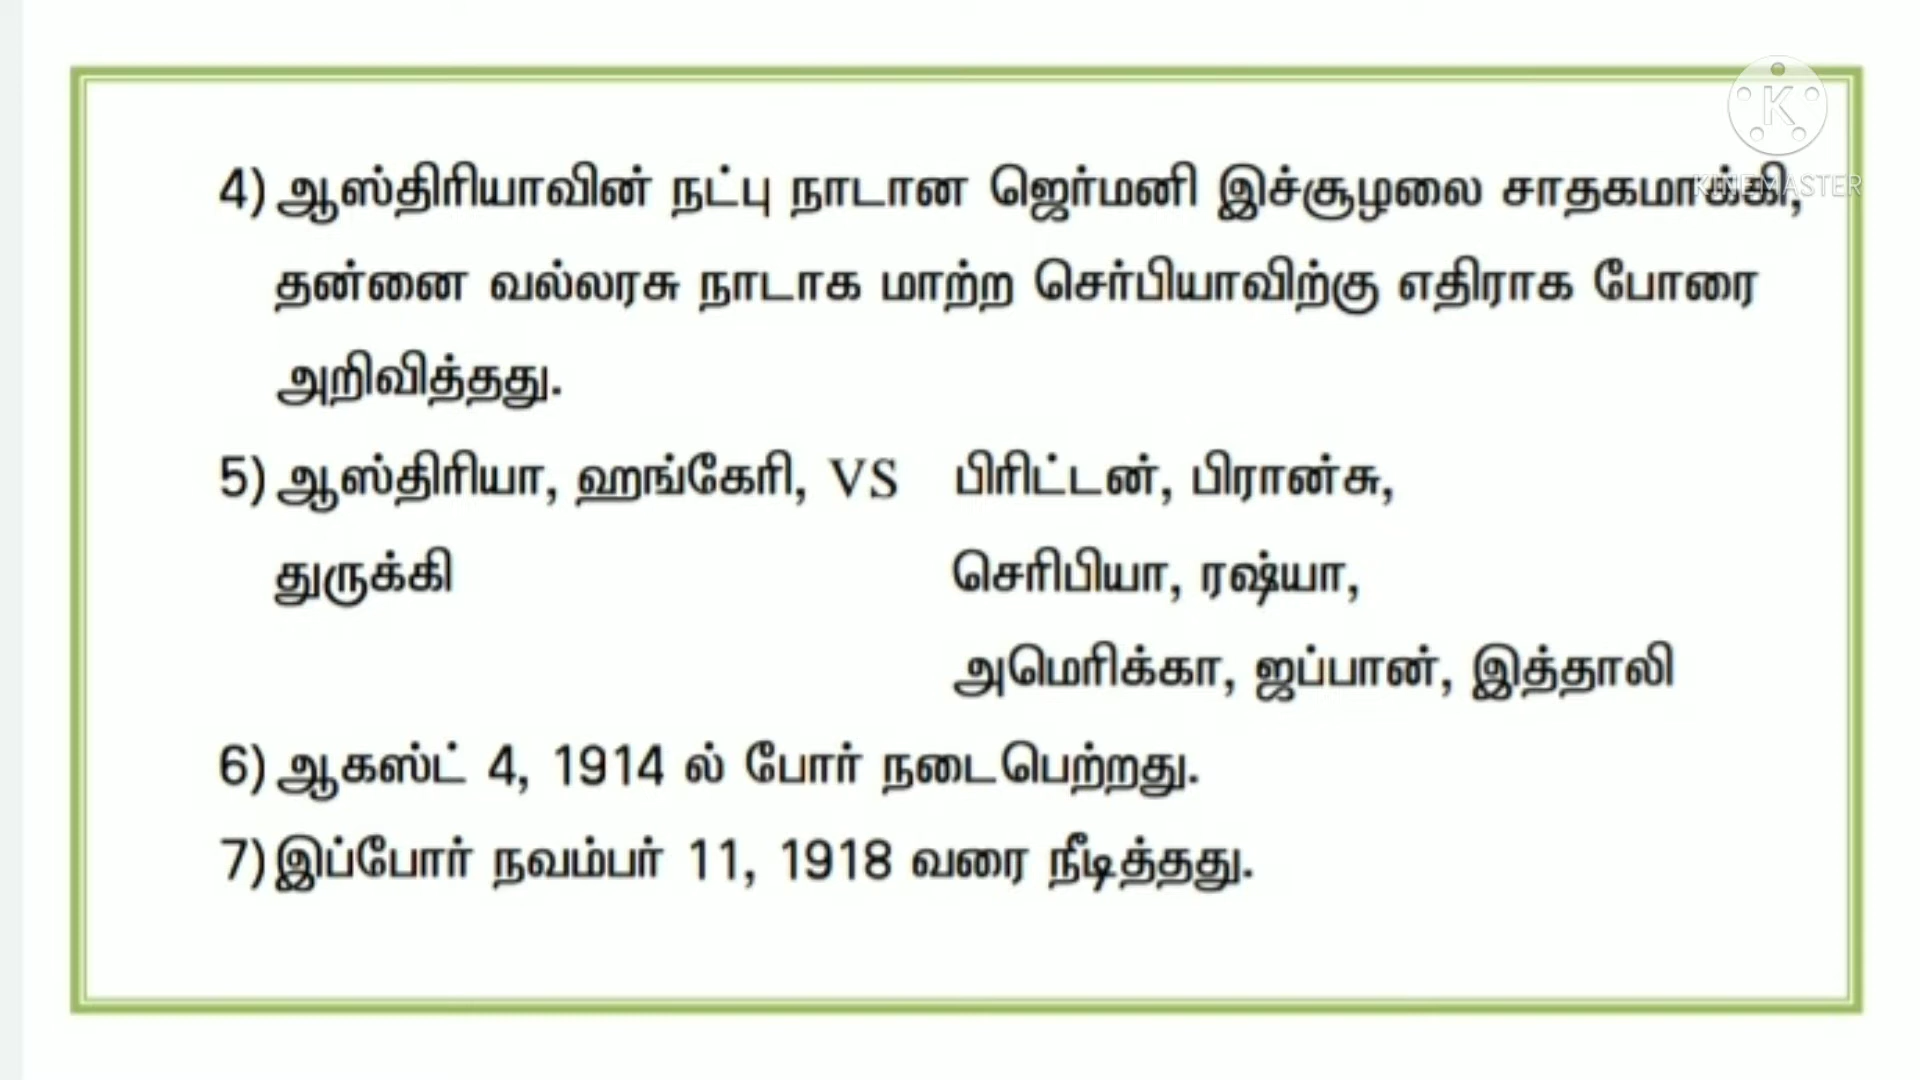 4) ஆஸ்திரியாவின் நட்பு நாடான ஜெர்மனி இச்சூழலை சாதகமாக்கி,
தன்னை வல்லரசு நாடாக மாற்ற செர்பியாவிற்கு எதிராக போரை
அறிவித்தது.
5) ஆஸ்திரியா, ஹங்கேரி, VS பிரிட்டன், பிரான்சு,
துருக்கி செரிபியா, ரஷ்யா,
அமெரிக்கா, ஜப்பான், இத்தாலி
6) ஆகஸ்ட் 4, 1914 ல் போர் நடைபெற்றது.
7) இப்போர் நவம்பர் 11, 1918 வரை நீடித்தது.
K
KINEMASTER